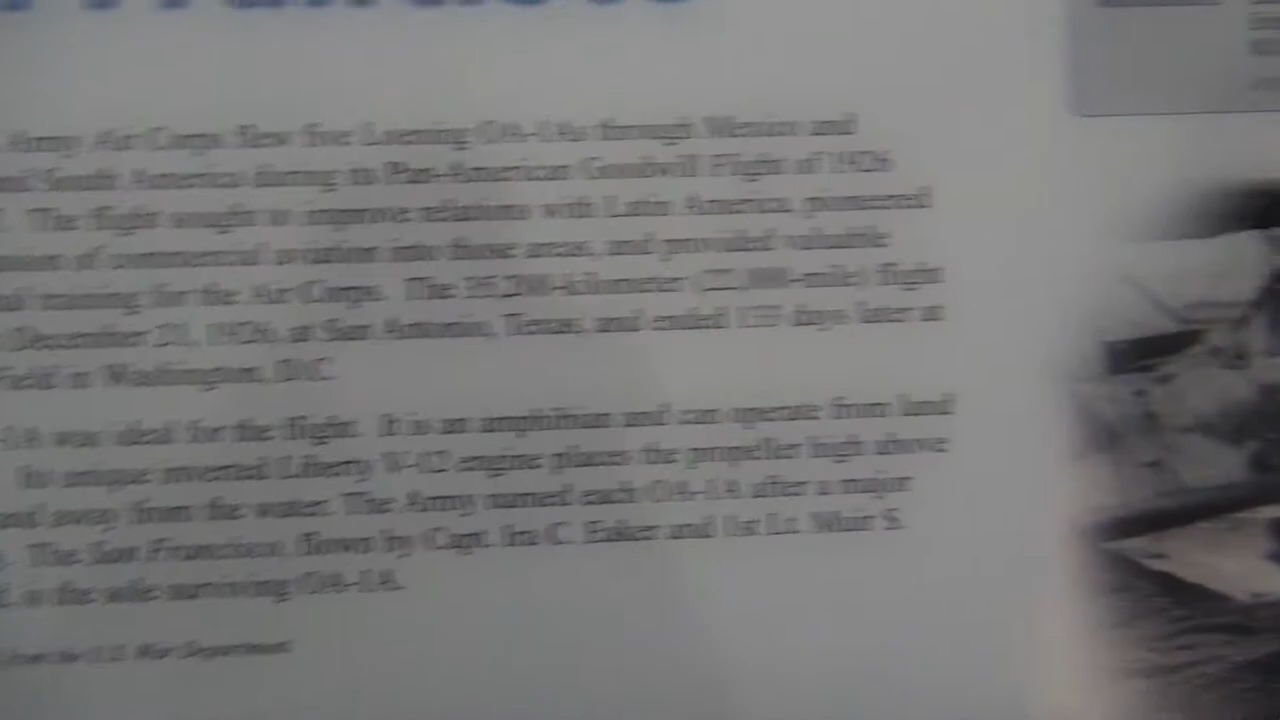 Army Air Corps flew five Loening OA-1As through Mexico and
South America during its Pan-American Goodwill Flight of 1926
The flight sought to improve relations with Latin America, pioneered
of commercial aviation into those areas, and provided valuable
training for the Air Corps. The 35,200-kilometer (22,000-mile) flight
December 21, 1926, at San Antonio, Texas, and ended 133 days later at
Field in Washington, D.C.
was ideal for the flight. It is an amphibian and can operate from land
Its unique inverted Liberty V-12 engine places the propeller high above
and away from the water. The Army named each OA-1A after a major
The San Francisco, flown by Capt. Ira C. Eaker and 1st Lt. Muir S.
is the sole surviving OA-1A.
from the U.S. War Department